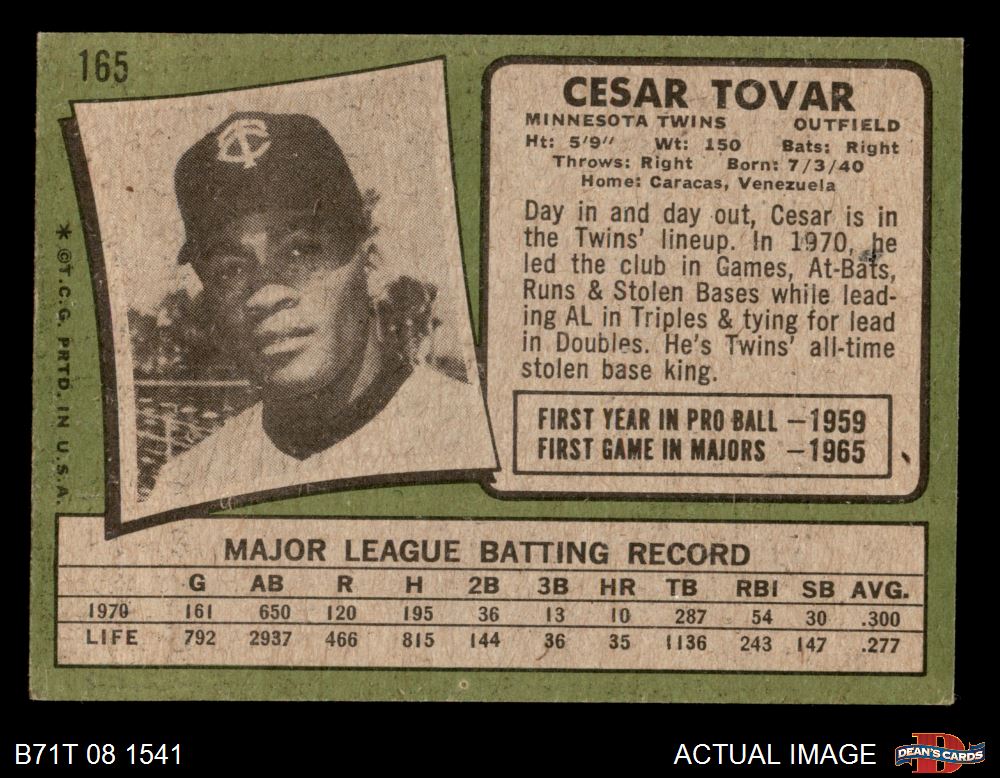 165
CESAR TOVAR
MINNESOTA TWINS OUTFIELD
Ht: 5'9" Wt: 150 Bats: Right
Throws: Right Born: 7/3/40
Home: Caracas, Venezuela
Day in and day out, Cesar is in
the Twins' lineup. In 1970, he
led the club in Games, At-Bats,
Runs & Stolen Bases while lead-
ing AL in Triples & tying for lead
in Doubles. He's Twins' all-time
stolen base king.
FIRST YEAR IN PRO BALL —1959
FIRST GAME IN MAJORS —1965
TC
* ©T.C.G. PRTD. IN U.S.A.
MAJOR LEAGUE BATTING RECORD
G AB R H 2B 3B HR TB RBI SB AVG.
1970 161 650 120 195 36 13 10 287 54 30 .300
LIFE 792 2937 466 815 144 36 35 1136 243 147 .277
B71T 08 1541
ACTUAL IMAGE
D
DEAN'S CARDS